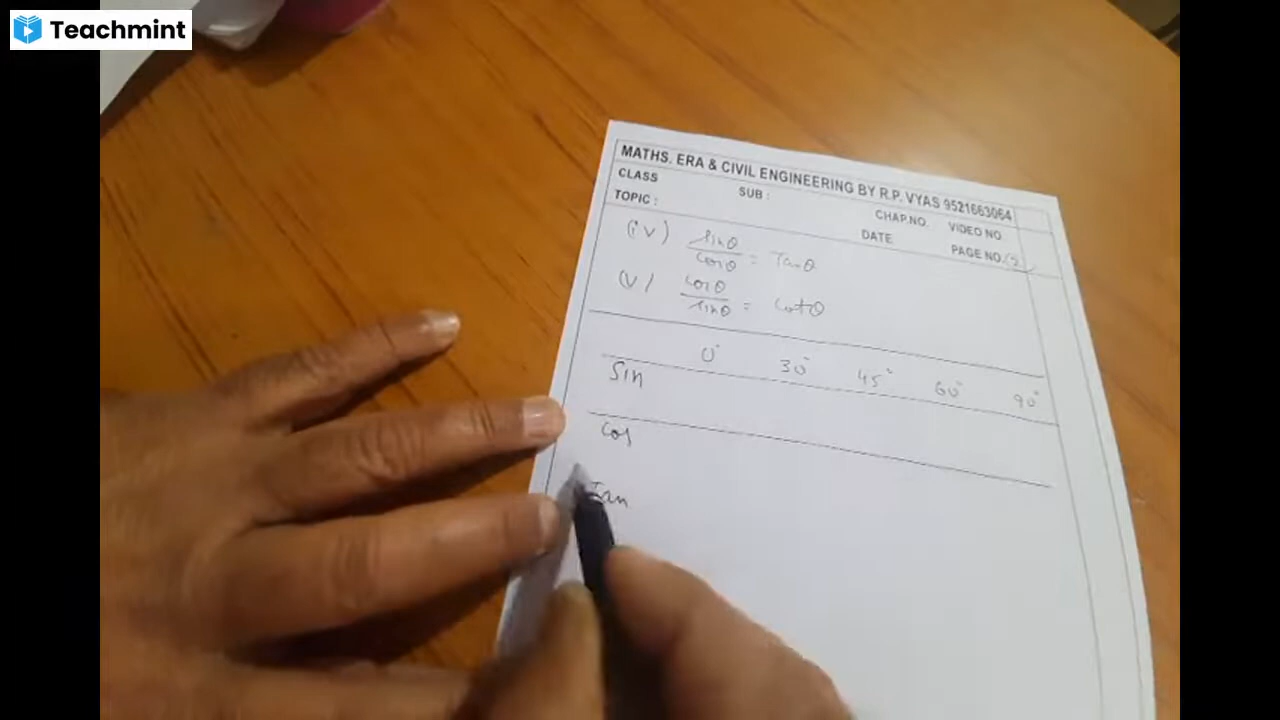 Teachmint
MATHS. ERA & CIVIL ENGINEERING BY R.P. VYAS 9521663064
CLASS SUB : CHAP.NO. VIDEO NO.
TOPIC : DATE PAGE NO.
(iv) sinθ/cosθ = Tanθ
(v) cosθ/sinθ = cotθ
0° 30° 45° 60° 90°
Sin
cos
Tan